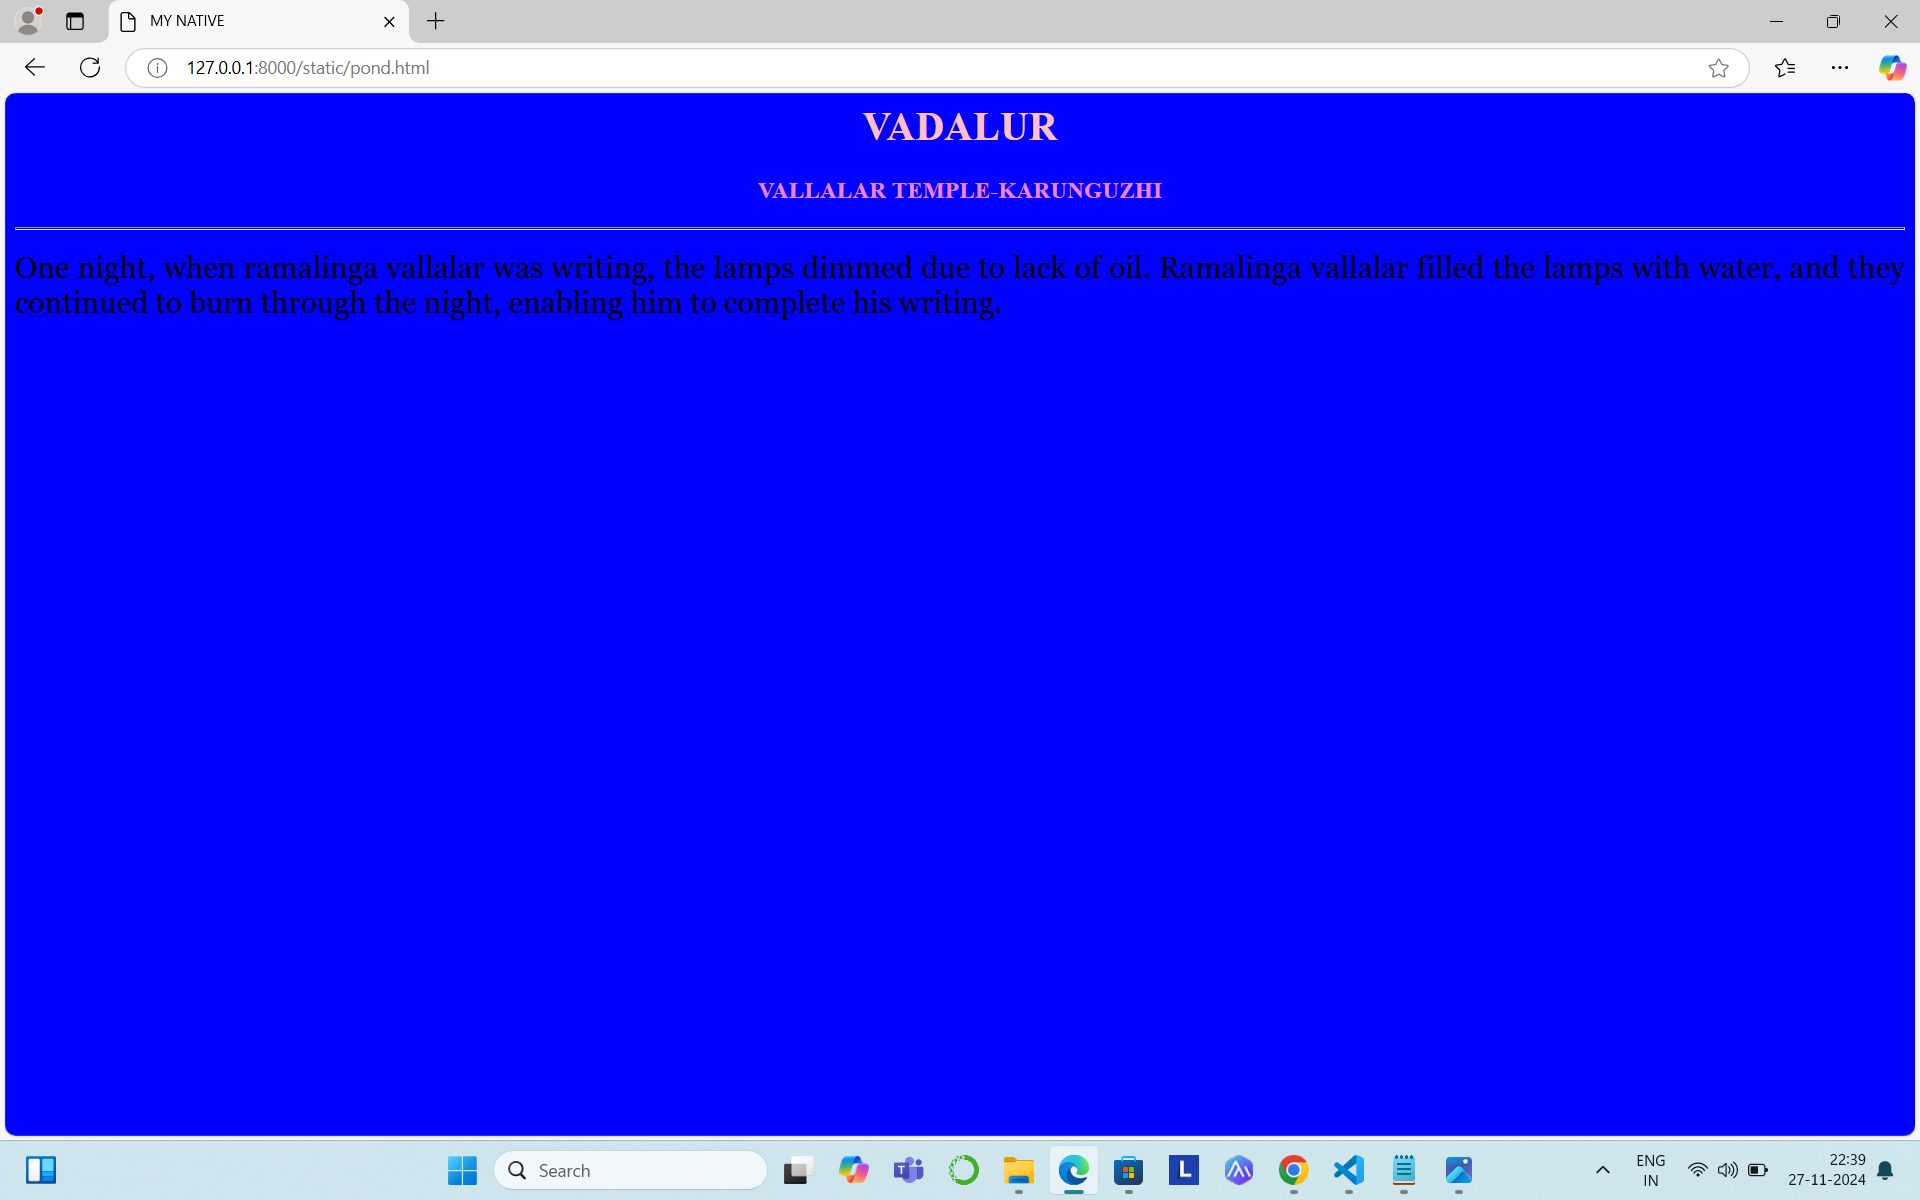 MY NATIVE
127.0.0.1:8000/static/pond.html
VADALUR
VALLALAR TEMPLE-KARUNGUZHI
One night, when ramalinga vallalar was writing, the lamps dimmed due to lack of oil. Ramalinga vallalar filled the lamps with water, and they
continued to burn through the night, enabling him to complete his writing.
Search
L
ENG
IN
22:39
27-11-2024